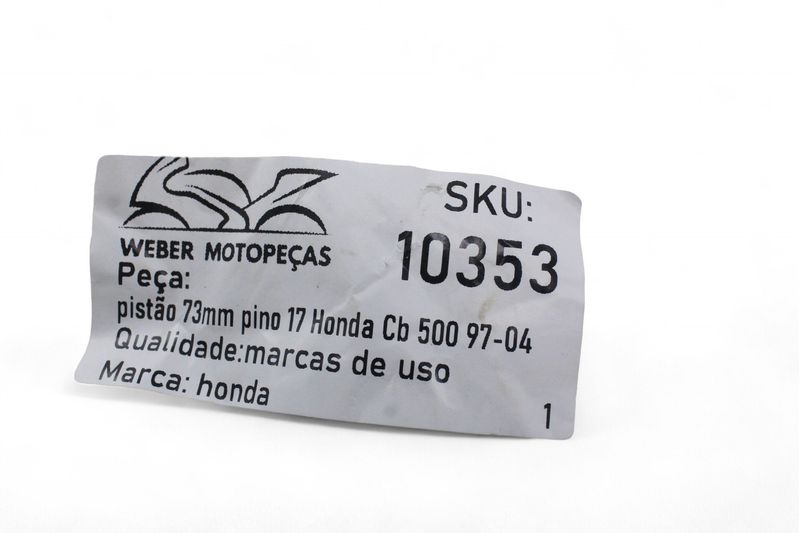 WEBER MOTOPEÇAS
SKU:
10353
Peça:
pistão 73mm pino 17 Honda Cb 500 97-04
Qualidade:marcas de uso
Marca: honda
1